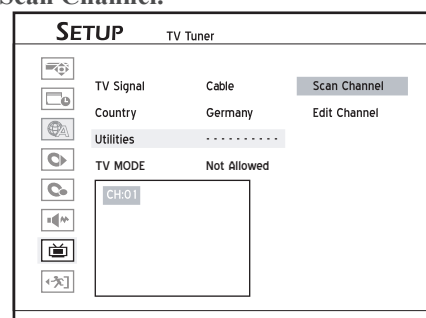 Scan Channel.
SETUP TV Tuner
TV Signal Cable Scan Channel
Country Germany Edit Channel
Utilities - - - - - - - - - -
TV MODE Not Allowed
CH:01